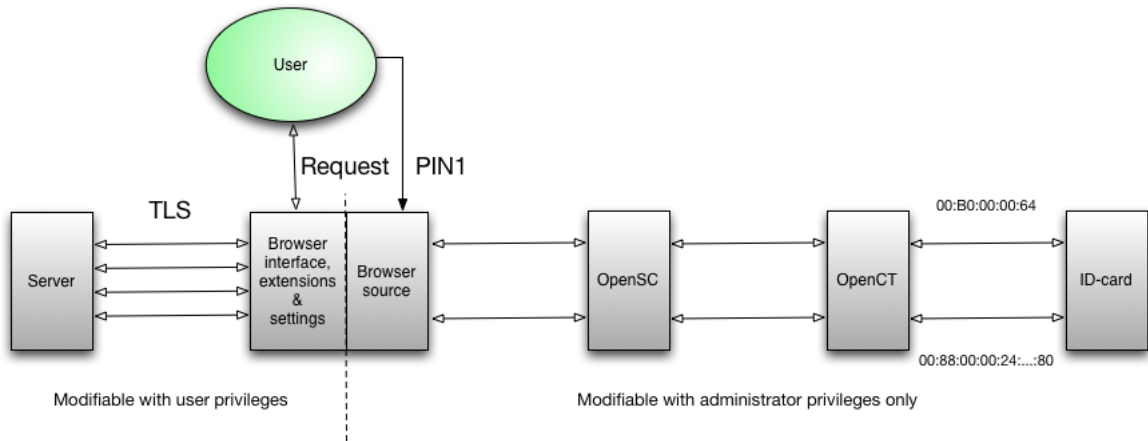 User
Request
PIN1
TLS
00:B0:00:00:64
Server
Browser
interface,
extensions
&
settings
Browser
source
OpenSC
OpenCT
ID-card
00:88:00:00:24:...:80
Modifiable with user privileges
Modifiable with administrator privileges only